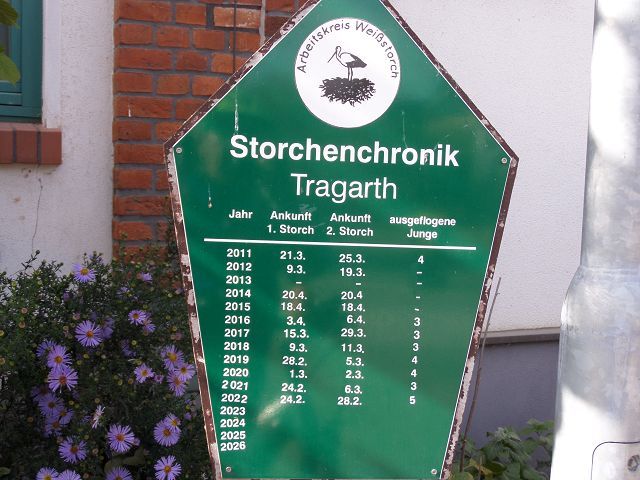 Arbeitskreis Weißstorch
Storchenchronik
Tragarth
Jahr Ankunft Ankunft ausgeflogene
1. Storch 2. Storch Junge
2011 21.3. 25.3. 4
2012 9.3. 19.3. –
2013 – – –
2014 20.4. 20.4 -
2015 18.4. 18.4. -
2016 3.4. 6.4. 3
2017 15.3. 29.3. 3
2018 9.3. 11.3. 3
2019 28.2. 5.3. 4
2020 1.3. 2.3. 4
2021 24.2. 6.3. 3
2022 24.2. 28.2. 5
2023
2024
2025
2026